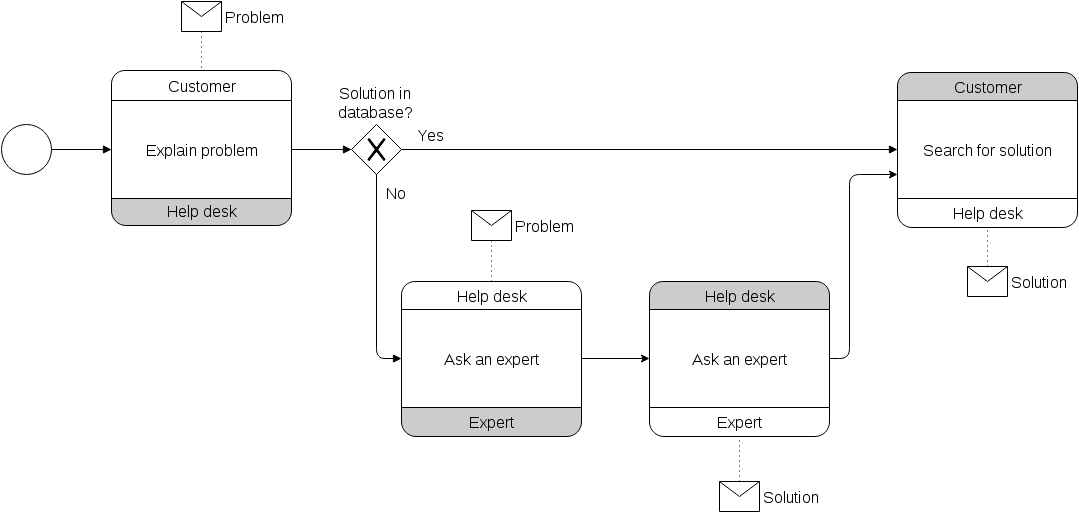 Problem
Customer
Explain problem
Help desk
Solution in
database?
Yes
No
Problem
Help desk
Ask an expert
Expert
Help desk
Ask an expert
Expert
Solution
Customer
Search for solution
Help desk
Solution